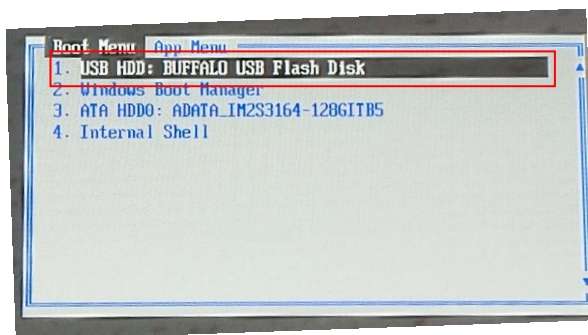 Boot Menu App Menu
1. USB HDD: BUFFALO USB Flash Disk
2. Windows Boot Manager
3. ATA HDD0: ADATA_IM2S3164-128GITB5
4. Internal Shell